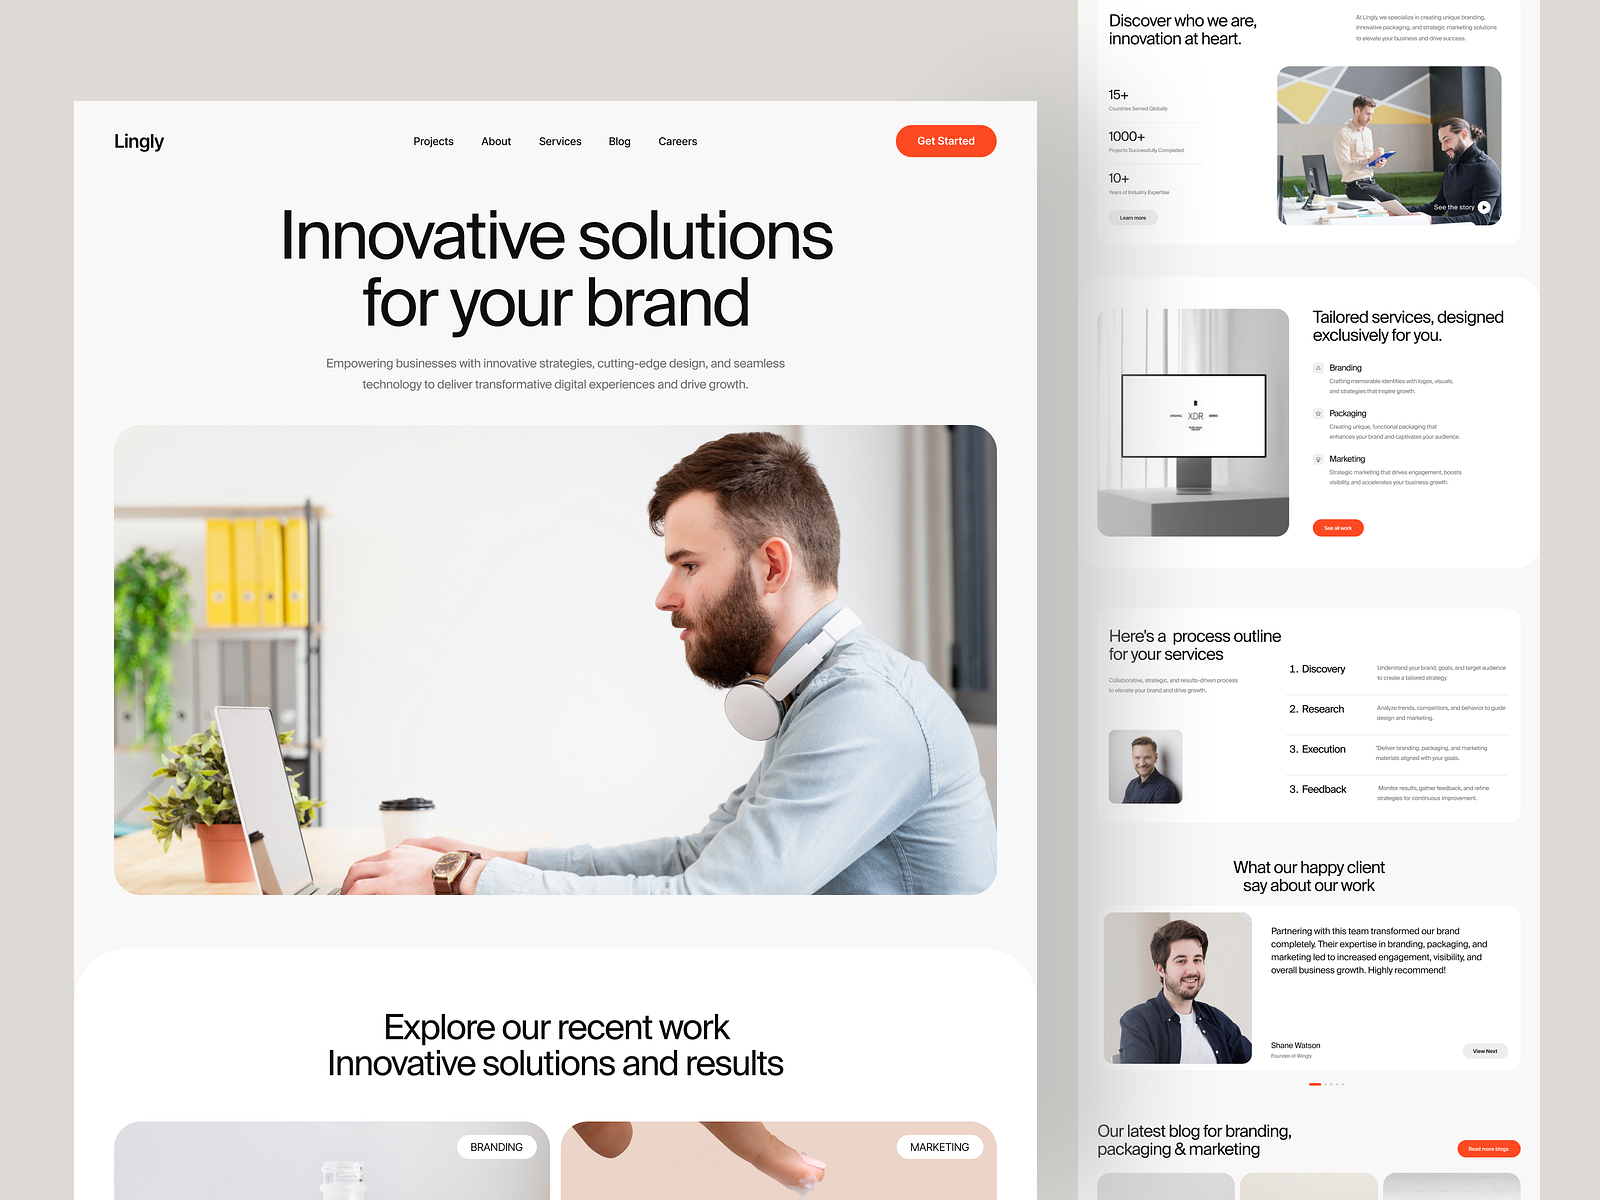 Lingly
Projects About Services Blog Careers
Get Started
Innovative solutions
for your brand
Empowering businesses with innovative strategies, cutting-edge design, and seamless
technology to deliver transformative digital experiences and drive growth.
Explore our recent work
Innovative solutions and results
BRANDING
MARKETING
Discover who we are,
innovation at heart.
At Lingly, we specialize in creating unique branding,
innovative packaging, and strategic marketing solutions
to elevate your business and drive success.
15+
Countries Served Globally
1000+
Projects Successfully Completed
10+
Years of Industry Expertise
Learn more
See the story
XDR
Tailored services, designed
exclusively for you.
Branding
Crafting memorable identities with logos, visuals,
and strategies that inspire growth.
Packaging
Creating unique, functional packaging that
enhances your brand and captivates your audience.
Marketing
Strategic marketing that drives engagement, boosts
visibility, and accelerates your business growth.
See all work
Here's a process outline
for your services
Collaborative, strategic, and results-driven process
to elevate your brand and drive growth.
1. Discovery
Understand your brand, goals, and target audience
to create a tailored strategy.
2. Research
Analyze trends, competitors, and behavior to guide
design and marketing.
3. Execution
"Deliver branding, packaging, and marketing
materials aligned with your goals.
3. Feedback
Monitor results, gather feedback, and refine
strategies for continuous improvement.
What our happy client
say about our work
Partnering with this team transformed our brand
completely. Their expertise in branding, packaging, and
marketing led to increased engagement, visibility, and
overall business growth. Highly recommend!
Shane Watson
Founder of Wingly
View Next
Our latest blog for branding,
packaging & marketing
Read more blogs